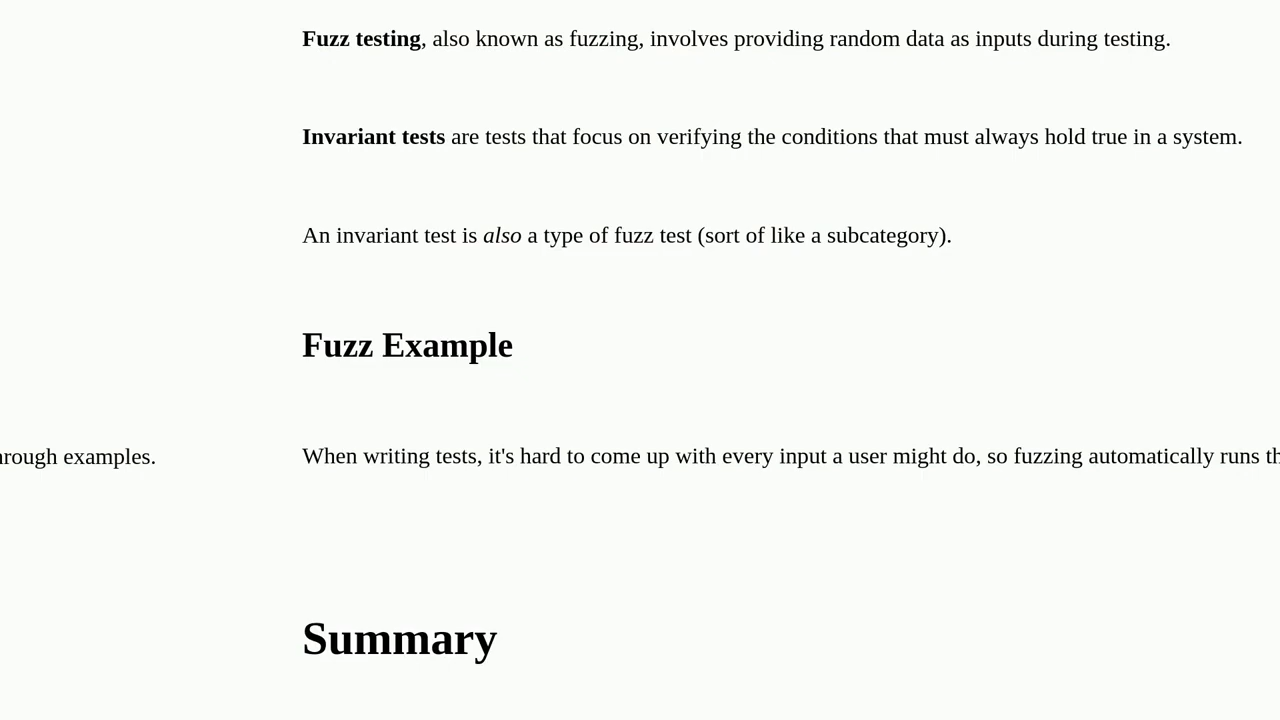 Fuzz testing, also known as fuzzing, involves providing random data as inputs during testing.
Invariant tests are tests that focus on verifying the conditions that must always hold true in a system.
An invariant test is also a type of fuzz test (sort of like a subcategory).
Fuzz Example
examples.
When writing tests, it's hard to come up with every input a user might do, so fuzzing automatically runs
Summary